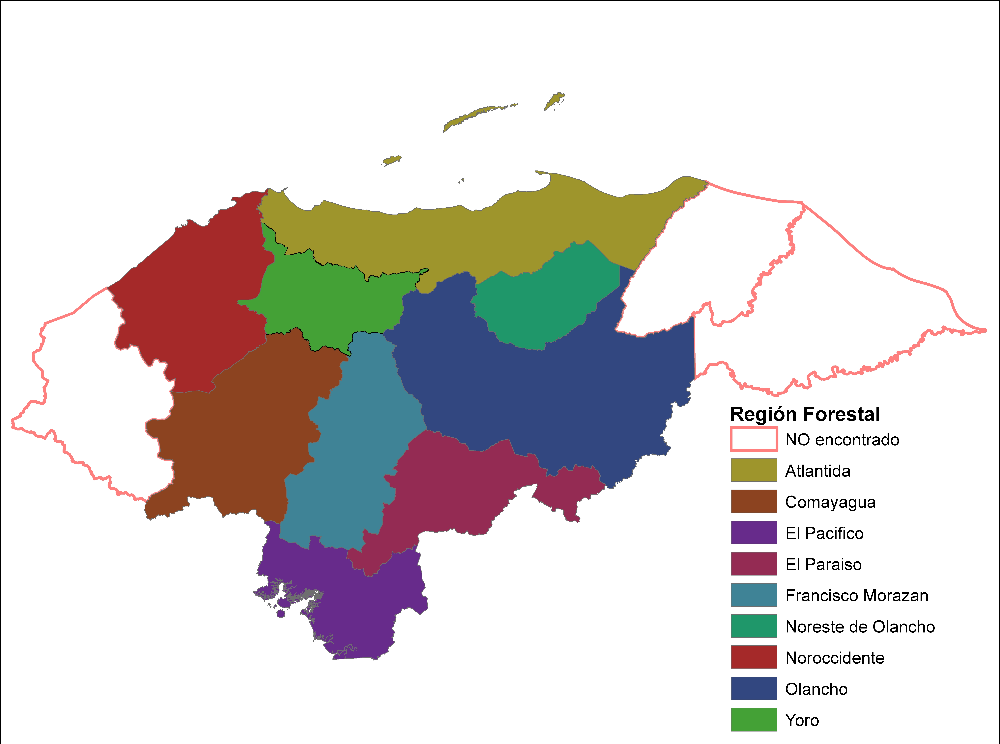 Región Forestal
NO encontrado
Atlantida
Comayagua
El Pacifico
El Paraiso
Francisco Morazan
Noreste de Olancho
Noroccidente
Olancho
Yoro